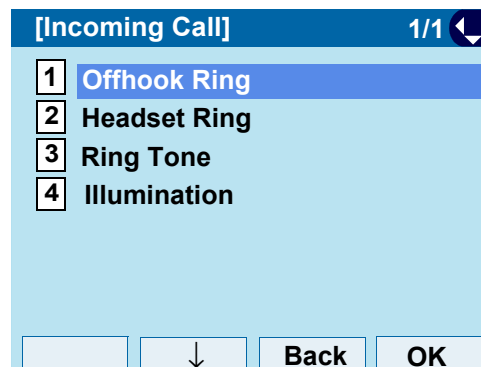 [Incoming Call] 1/1
1 Offhook Ring
2 Headset Ring
3 Ring Tone
4 Illumination
↓ Back OK